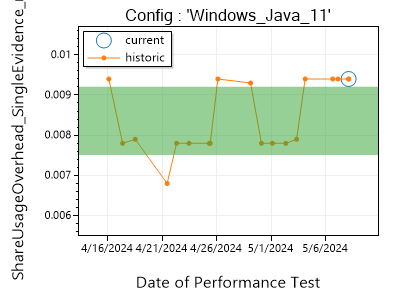 Config : 'Windows_Java_11'
current
historic
ShareUsageOverhead_SingleEvidence_
0.01
0.009
0.008
0.007
0.006
4/16/2024
4/21/2024
4/26/2024
5/1/2024
5/6/2024
Date of Performance Test